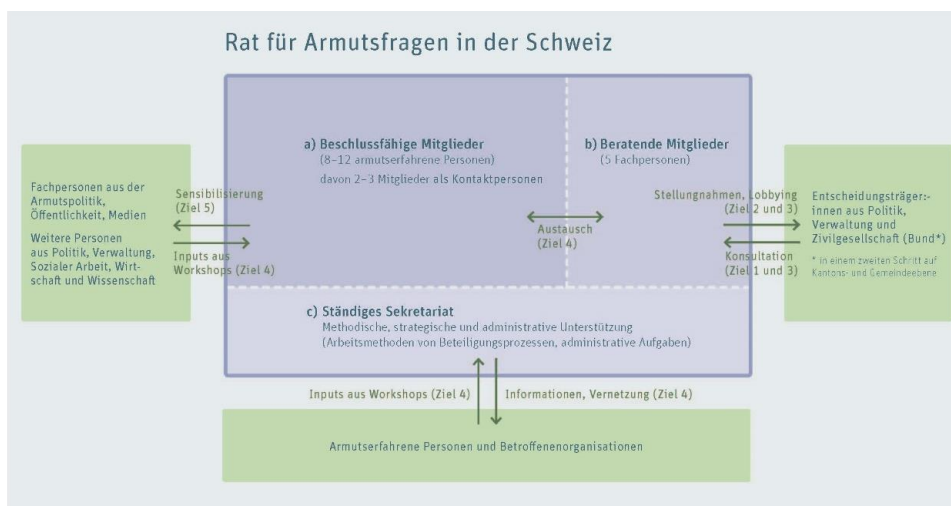 Rat für Armutsfragen in der Schweiz
a) Beschlussfähige Mitglieder
(8–12 armutserfahrene Personen)
davon 2–3 Mitglieder als Kontaktpersonen
b) Beratende Mitglieder
(5 Fachpersonen)
Fachpersonen aus der
Armutspolitik,
Öffentlichkeit, Medien
Weitere Personen
aus Politik, Verwaltung,
Sozialer Arbeit, Wirt-
schaft und Wissenschaft
Sensibilisierung
(Ziel 5)
Inputs aus
Workshops (Ziel 4)
Austausch
(Ziel 4)
Stellungnahmen, Lobbying
(Ziel 2 und 3)
Konsultation
(Ziel 1 und 3)
Entscheidungsträger:-
innen aus Politik,
Verwaltung und
Zivilgesellschaft (Bund*)
* in einem zweiten Schritt auf
Kantons- und Gemeindeebene
c) Ständiges Sekretariat
Methodische, strategische und administrative Unterstützung
(Arbeitsmethoden von Beteiligungsprozessen, administrative Aufgaben)
Inputs aus Workshops (Ziel 4)
Informationen, Vernetzung (Ziel 4)
Armutserfahrene Personen und Betroffenenorganisationen